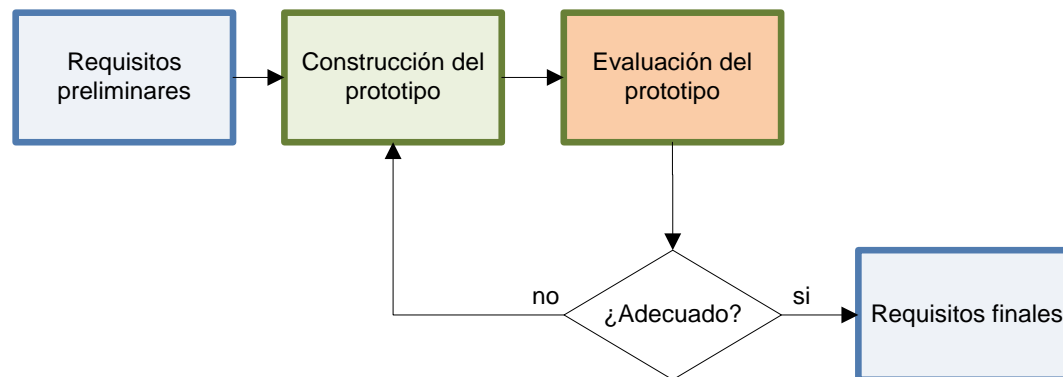 Requisitos
preliminares
Construcción del
prototipo
Evaluación del
prototipo
no
¿Adecuado?
si
Requisitos finales